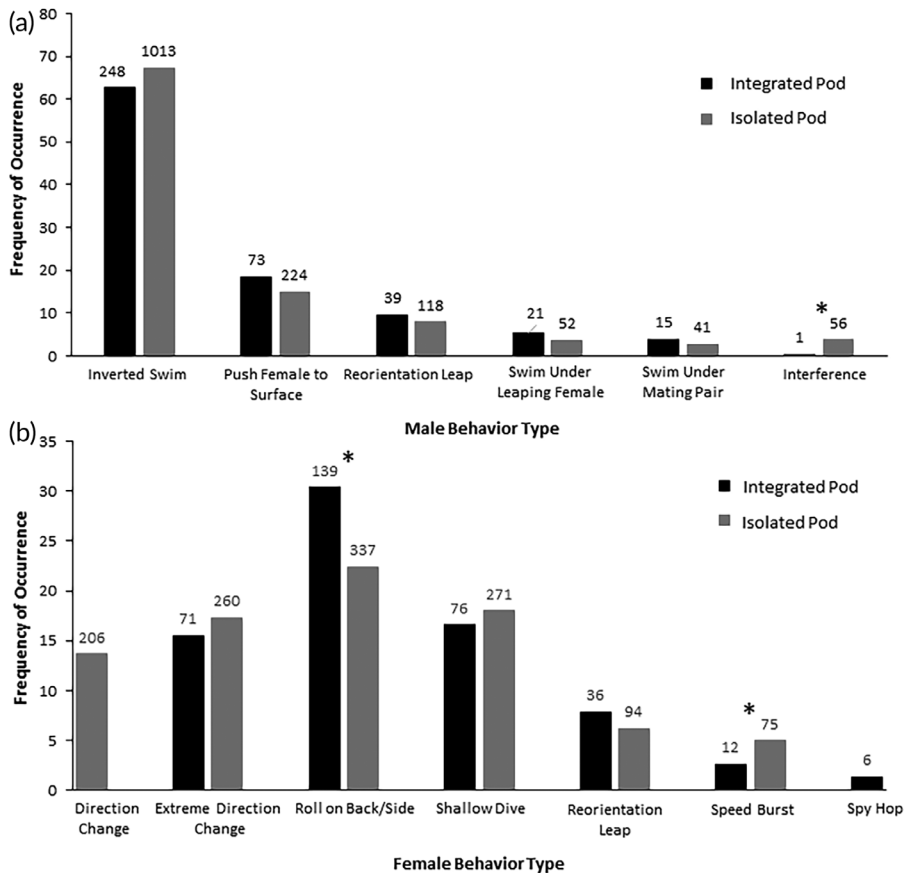 (a)
80
70
60
50
40
30
20
10
0
Frequency of Occurrence
248 1013
73 224
39 118
21 52
15 41
1 56
*
Integrated Pod
Isolated Pod
Inverted Swim
Push Female to
Surface
Reorientation Leap
Swim Under
Leaping Female
Swim Under
Mating Pair
Interference
Male Behavior Type
(b)
35
30
25
20
15
10
5
0
Frequency of Occurrence
206
71 260
139 *
337
76 271
36 94
12 75
*
6
Integrated Pod
Isolated Pod
Direction
Change
Extreme Direction
Change
Roll on Back/Side
Shallow Dive
Reorientation
Leap
Speed Burst
Spy Hop
Female Behavior Type